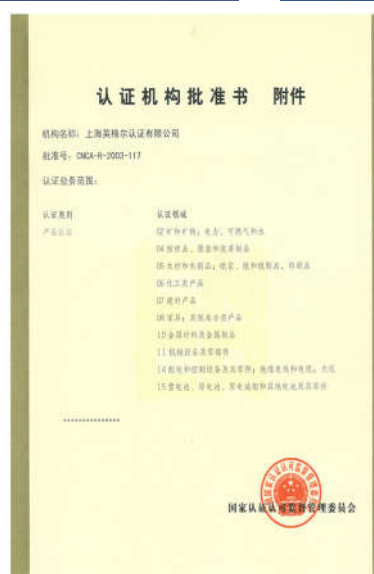 认证机构批准书 附件
机构名称：上海英格尔认证有限公司
批准号：CNCA-R-2003-117
认证业务范围：
认证类别 认证领域
产品认证 02 矿和矿物；电力、可燃气和水
04 纺织品、服装和皮革制品
05 木材和木制品；纸浆、纸和纸制品、印刷品
06 化工类产品
07 建材产品
08 家具；其他未分类产品
10 金属材料及金属制品
11 机械设备及零部件
14 配电和控制设备及其零件；绝缘电线和电缆；光缆
15 蓄电池、原电池、原电池组和其他电池及其零件
国家认证认可监督管理委员会